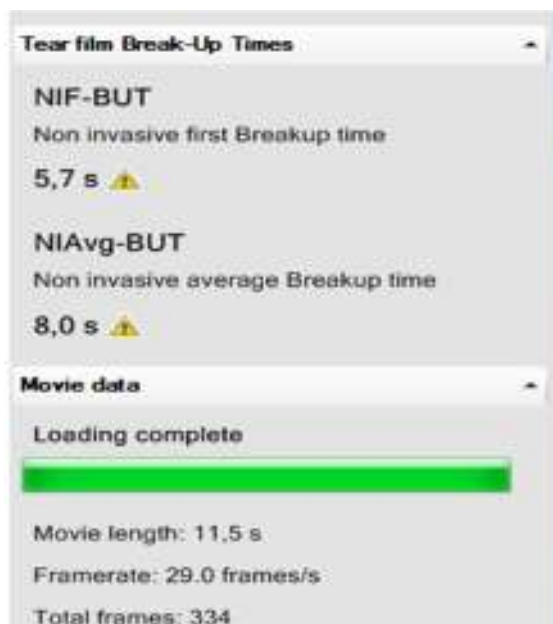 Tear film Break-Up Times
NIF-BUT
Non invasive first Breakup time
5,7 s
NIAvg-BUT
Non invasive average Breakup time
8,0 s
Movie data
Loading complete
Movie length: 11,5 s
Framerate: 29.0 frames/s
Total frames: 334